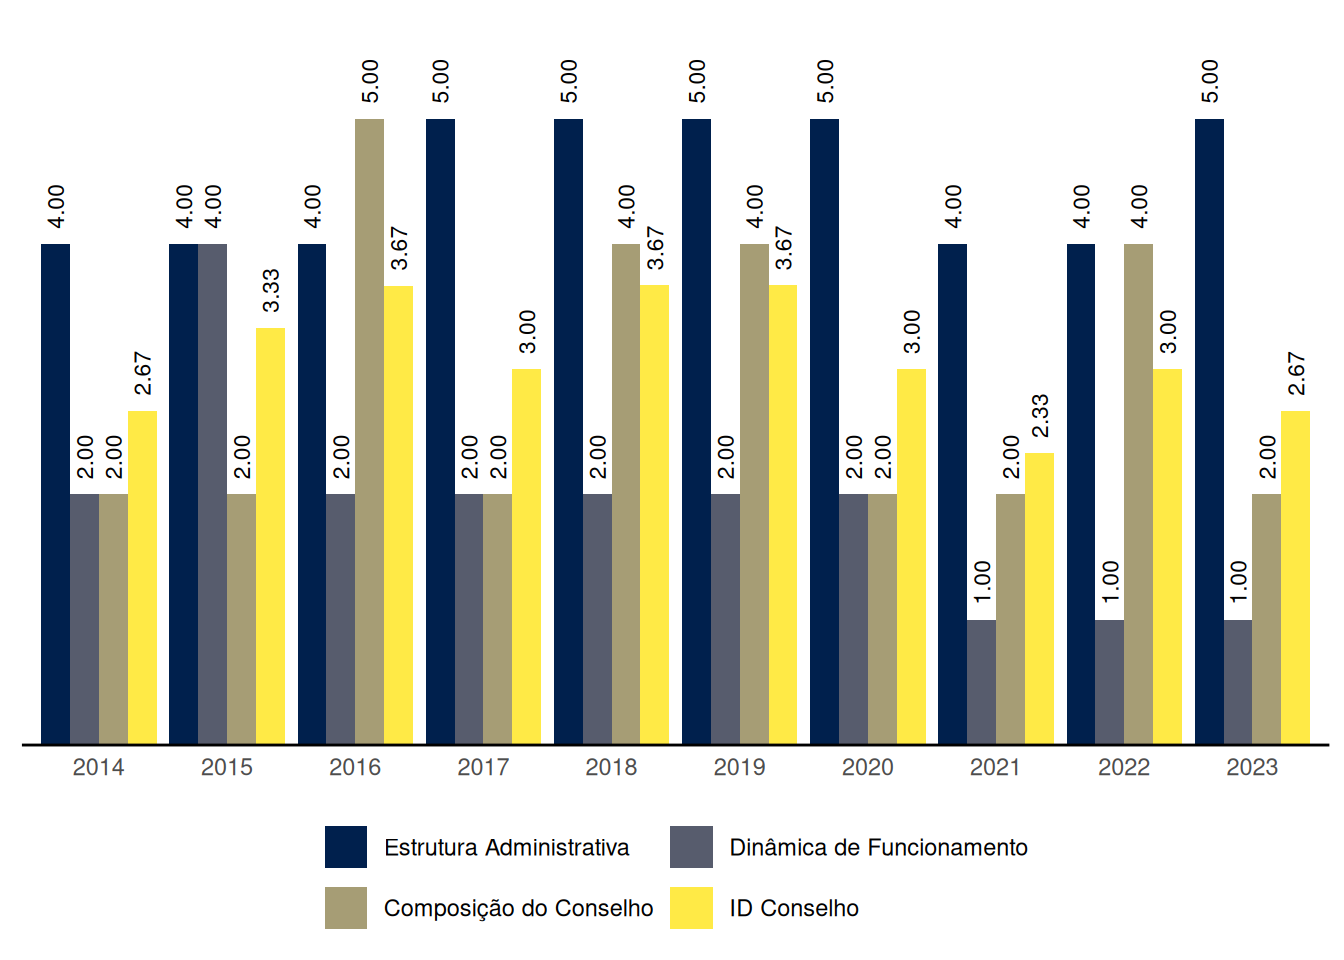 4.00 2.00 2.00 2.67 4.00 4.00 2.00 3.33 4.00 2.00 5.00 3.67 5.00 2.00 2.00 3.00 5.00 2.00 4.00 3.67 5.00 2.00 4.00 3.67 5.00 2.00 2.00 3.00 4.00 1.00 2.00 2.33 4.00 1.00 4.00 3.00 5.00 1.00 2.00 2.67
2014 2015 2016 2017 2018 2019 2020 2021 2022 2023
Estrutura Administrativa Dinâmica de Funcionamento
Composição do Conselho ID Conselho